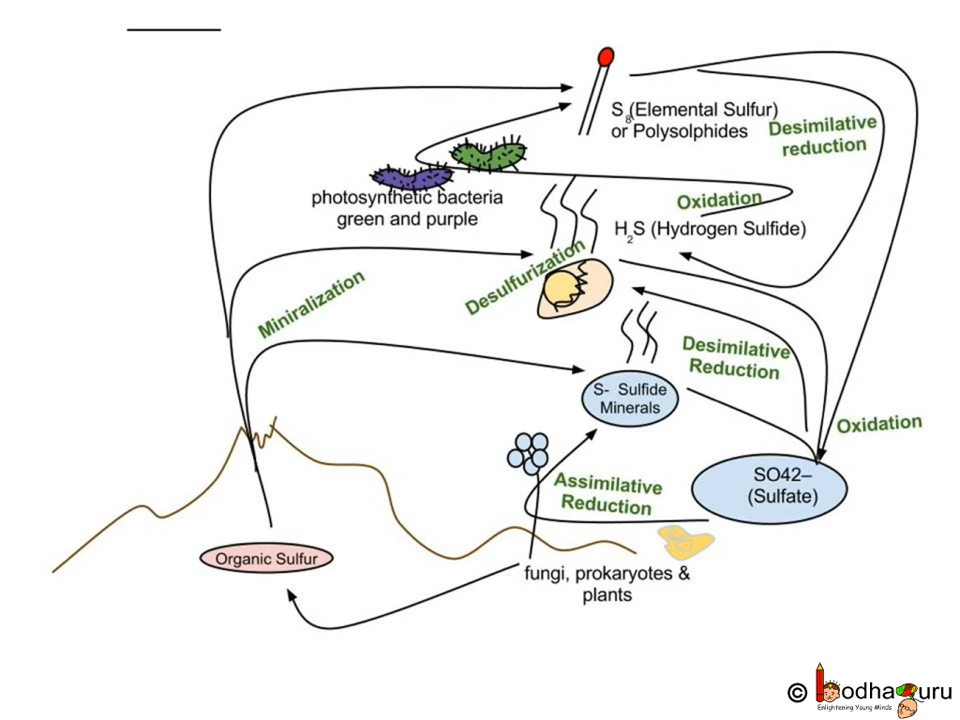 S8(Elemental Sulfur)
or Polysolphides
Desimilative
reduction
photosynthetic bacteria
green and purple
Oxidation
H2S (Hydrogen Sulfide)
Desulfurization
Miniralization
Desimilative
Reduction
S- Sulfide
Minerals
Oxidation
SO42–
(Sulfate)
Assimilative
Reduction
Organic Sulfur
fungi, prokaryotes &
plants
© bodhaGuru
Enlightening Young Minds